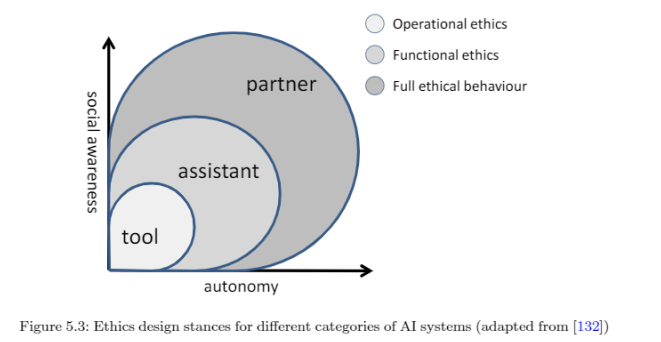 Operational ethics
Functional ethics
Full ethical behaviour
partner
assistant
tool
social awareness
autonomy
Figure 5.3: Ethics design stances for different categories of AI systems (adapted from [132])